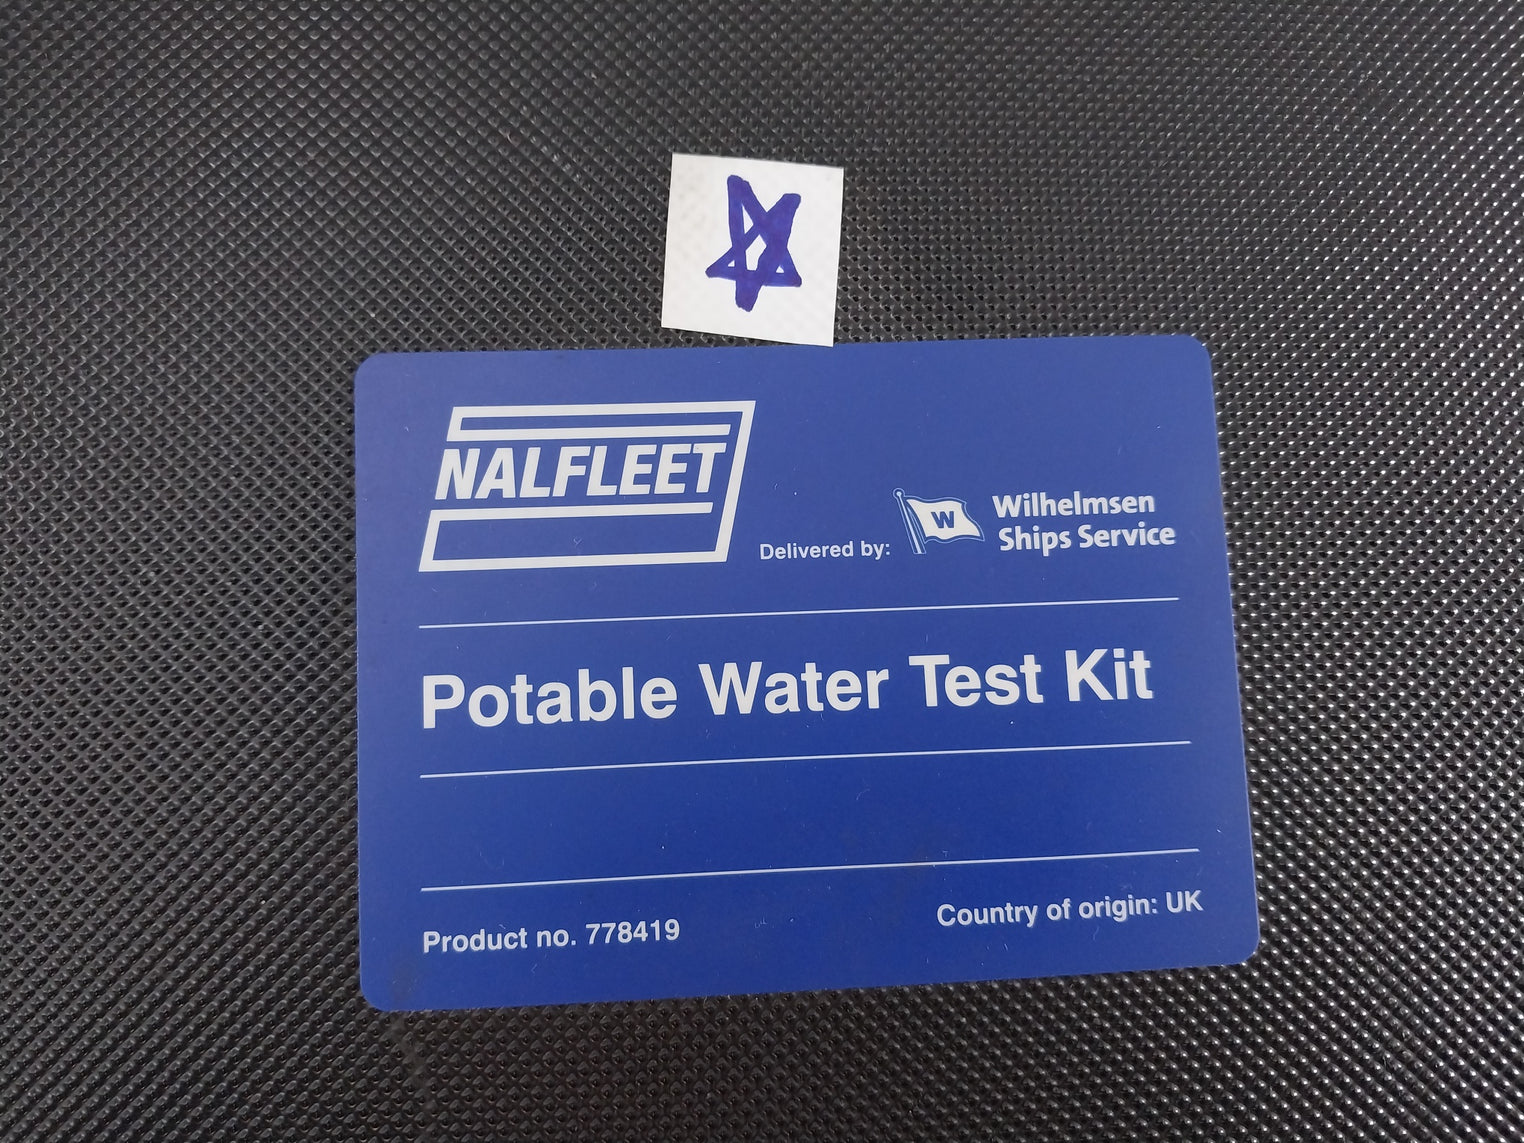 NALFLEET
Delivered by:
W
Wilhelmsen
Ships Service
Potable Water Test Kit
Product no. 778419
Country of origin: UK